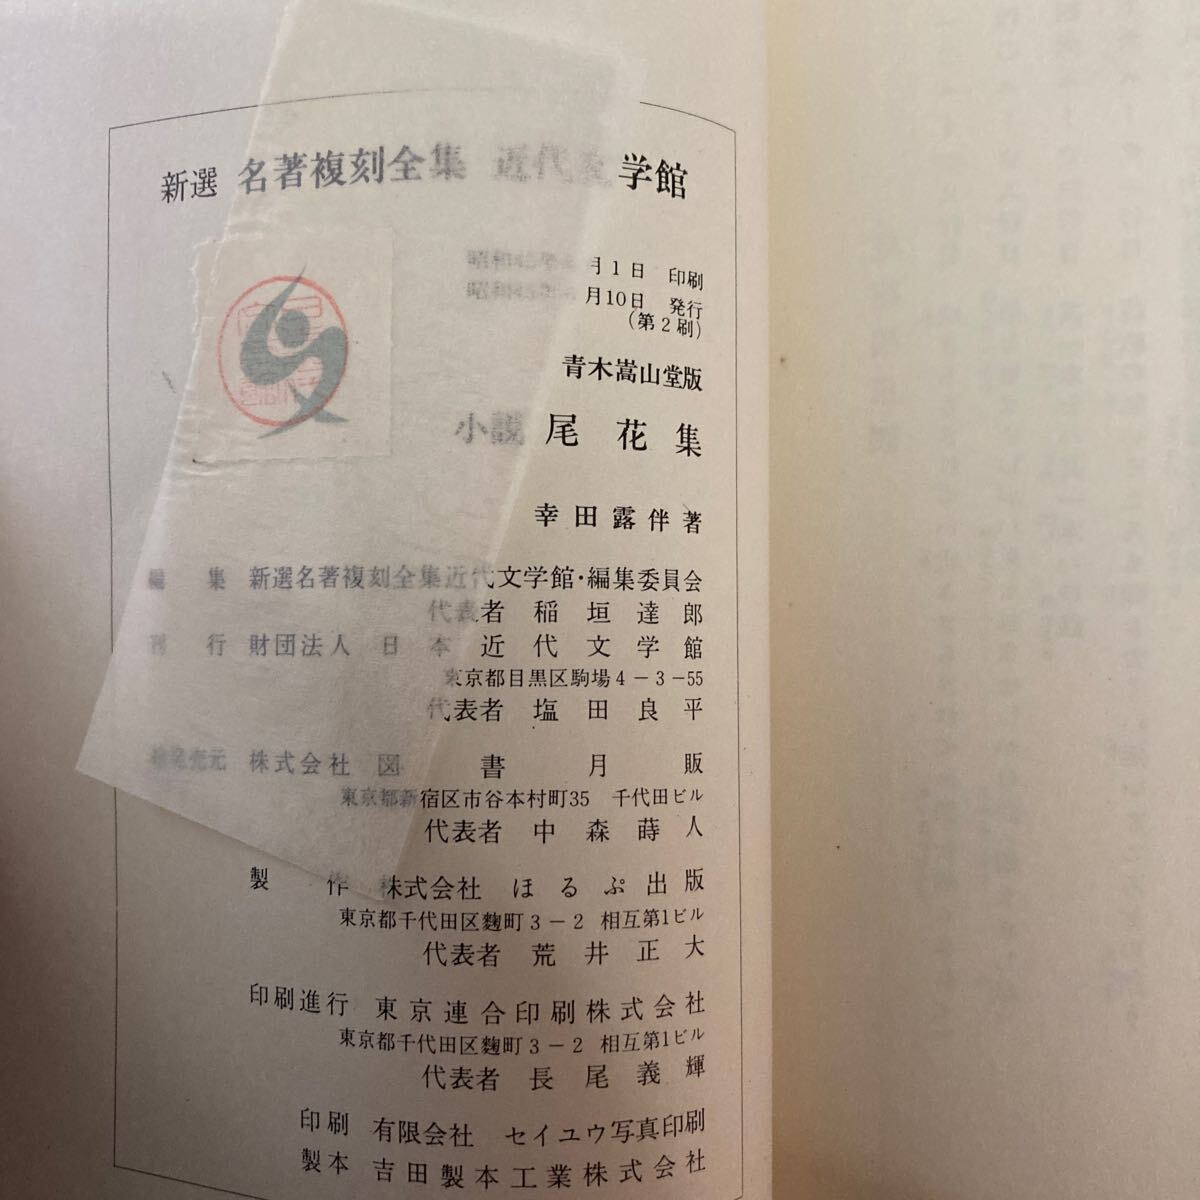 新選 名著複刻全集 近代文学館
月1日 印刷
月10日 発行
(第2刷)
青木嵩山堂版
小説 尾花集
幸田露伴著
編集 新選名著複刻全集近代文学館・編集委員会
代表者 稲垣達郎
刊行 財団法人 日本近代文学館
東京都目黒区駒場4-3-55
代表者 塩田良平
株式会社 図書月販
東京都新宿区市谷本村町35 千代田ビル
代表者 中森蒔人
製作 株式会社 ほるぷ出版
東京都千代田区麹町3-2 相互第1ビル
代表者 荒井正大
印刷進行 東京連合印刷株式会社
東京都千代田区麹町3-2 相互第1ビル
代表者 長尾義輝
印刷 有限会社 セイユウ写真印刷
製本 吉田製本工業株式会社